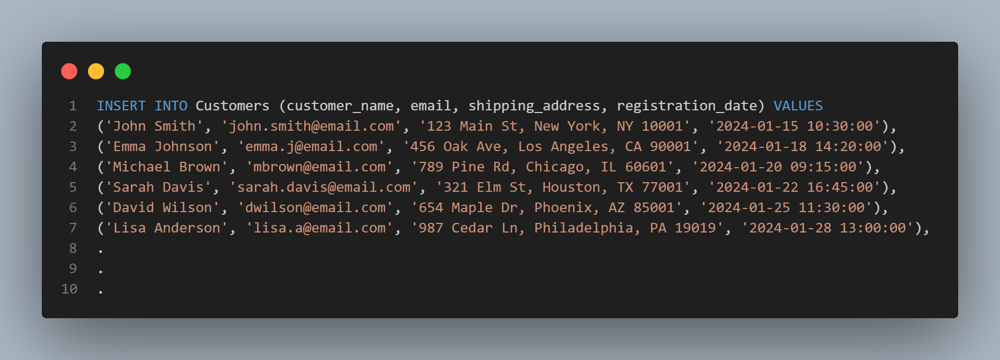 1 INSERT INTO Customers (customer_name, email, shipping_address, registration_date) VALUES
2 ('John Smith', 'john.smith@email.com', '123 Main St, New York, NY 10001', '2024-01-15 10:30:00'),
3 ('Emma Johnson', 'emma.j@email.com', '456 Oak Ave, Los Angeles, CA 90001', '2024-01-18 14:20:00'),
4 ('Michael Brown', 'mbrown@email.com', '789 Pine Rd, Chicago, IL 60601', '2024-01-20 09:15:00'),
5 ('Sarah Davis', 'sarah.davis@email.com', '321 Elm St, Houston, TX 77001', '2024-01-22 16:45:00'),
6 ('David Wilson', 'dwilson@email.com', '654 Maple Dr, Phoenix, AZ 85001', '2024-01-25 11:30:00'),
7 ('Lisa Anderson', 'lisa.a@email.com', '987 Cedar Ln, Philadelphia, PA 19019', '2024-01-28 13:00:00'),
8 .
9 .
10 .